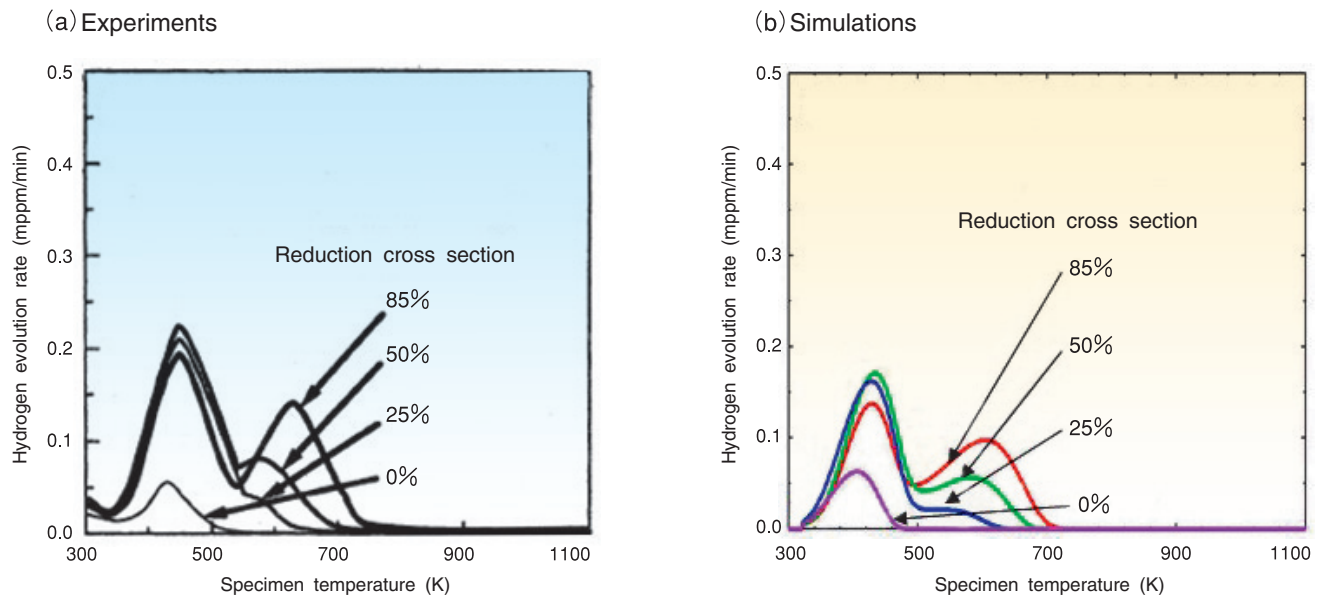 (a) Experiments
0.5
0.4
0.3
0.2
0.1
0.0
Hydrogen evolution rate (mppm/min)
Reduction cross section
85%
50%
25%
0%
300 500 700 900 1100
Specimen temperature (K)
(b) Simulations
0.5
0.4
0.3
0.2
0.1
0.0
Hydrogen evolution rate (mppm/min)
Reduction cross section
85%
50%
25%
0%
300 500 700 900 1100
Specimen temperature (K)